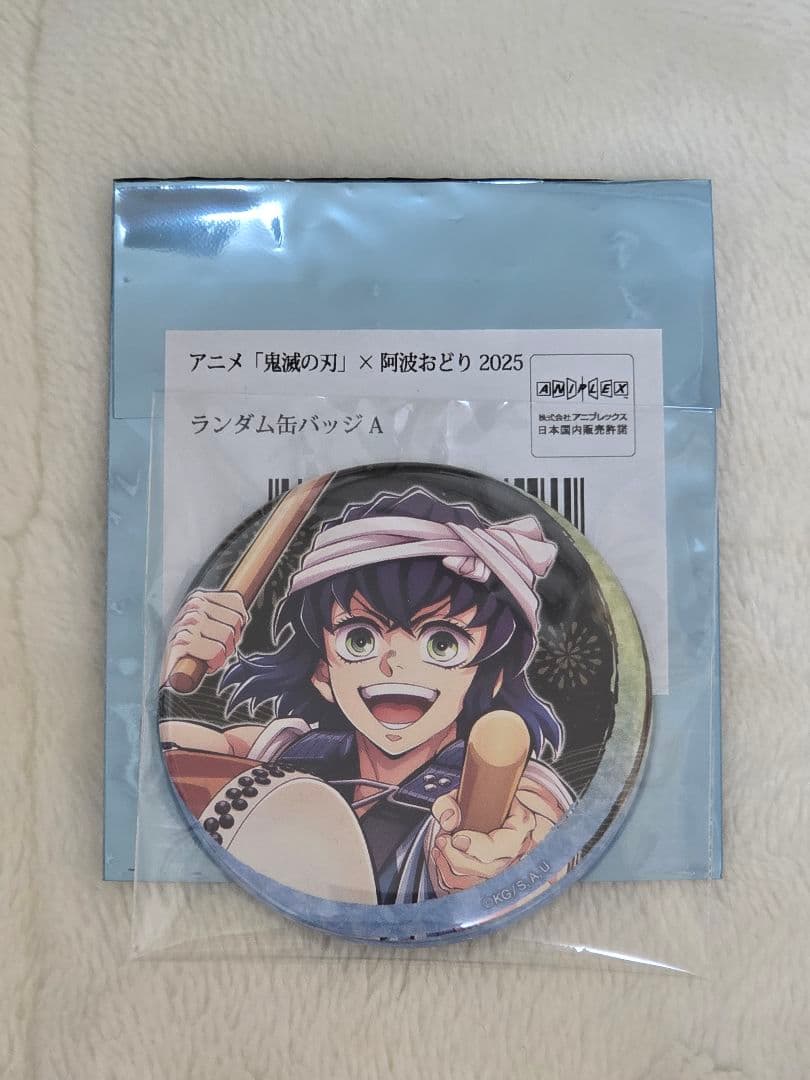 アニメ「鬼滅の刃」× 阿波おどり 2025
ANIPLEX
株式会社 アニプレックス
日本国内販売許諾
ランダム缶バッジ A
©KG/S,A,U